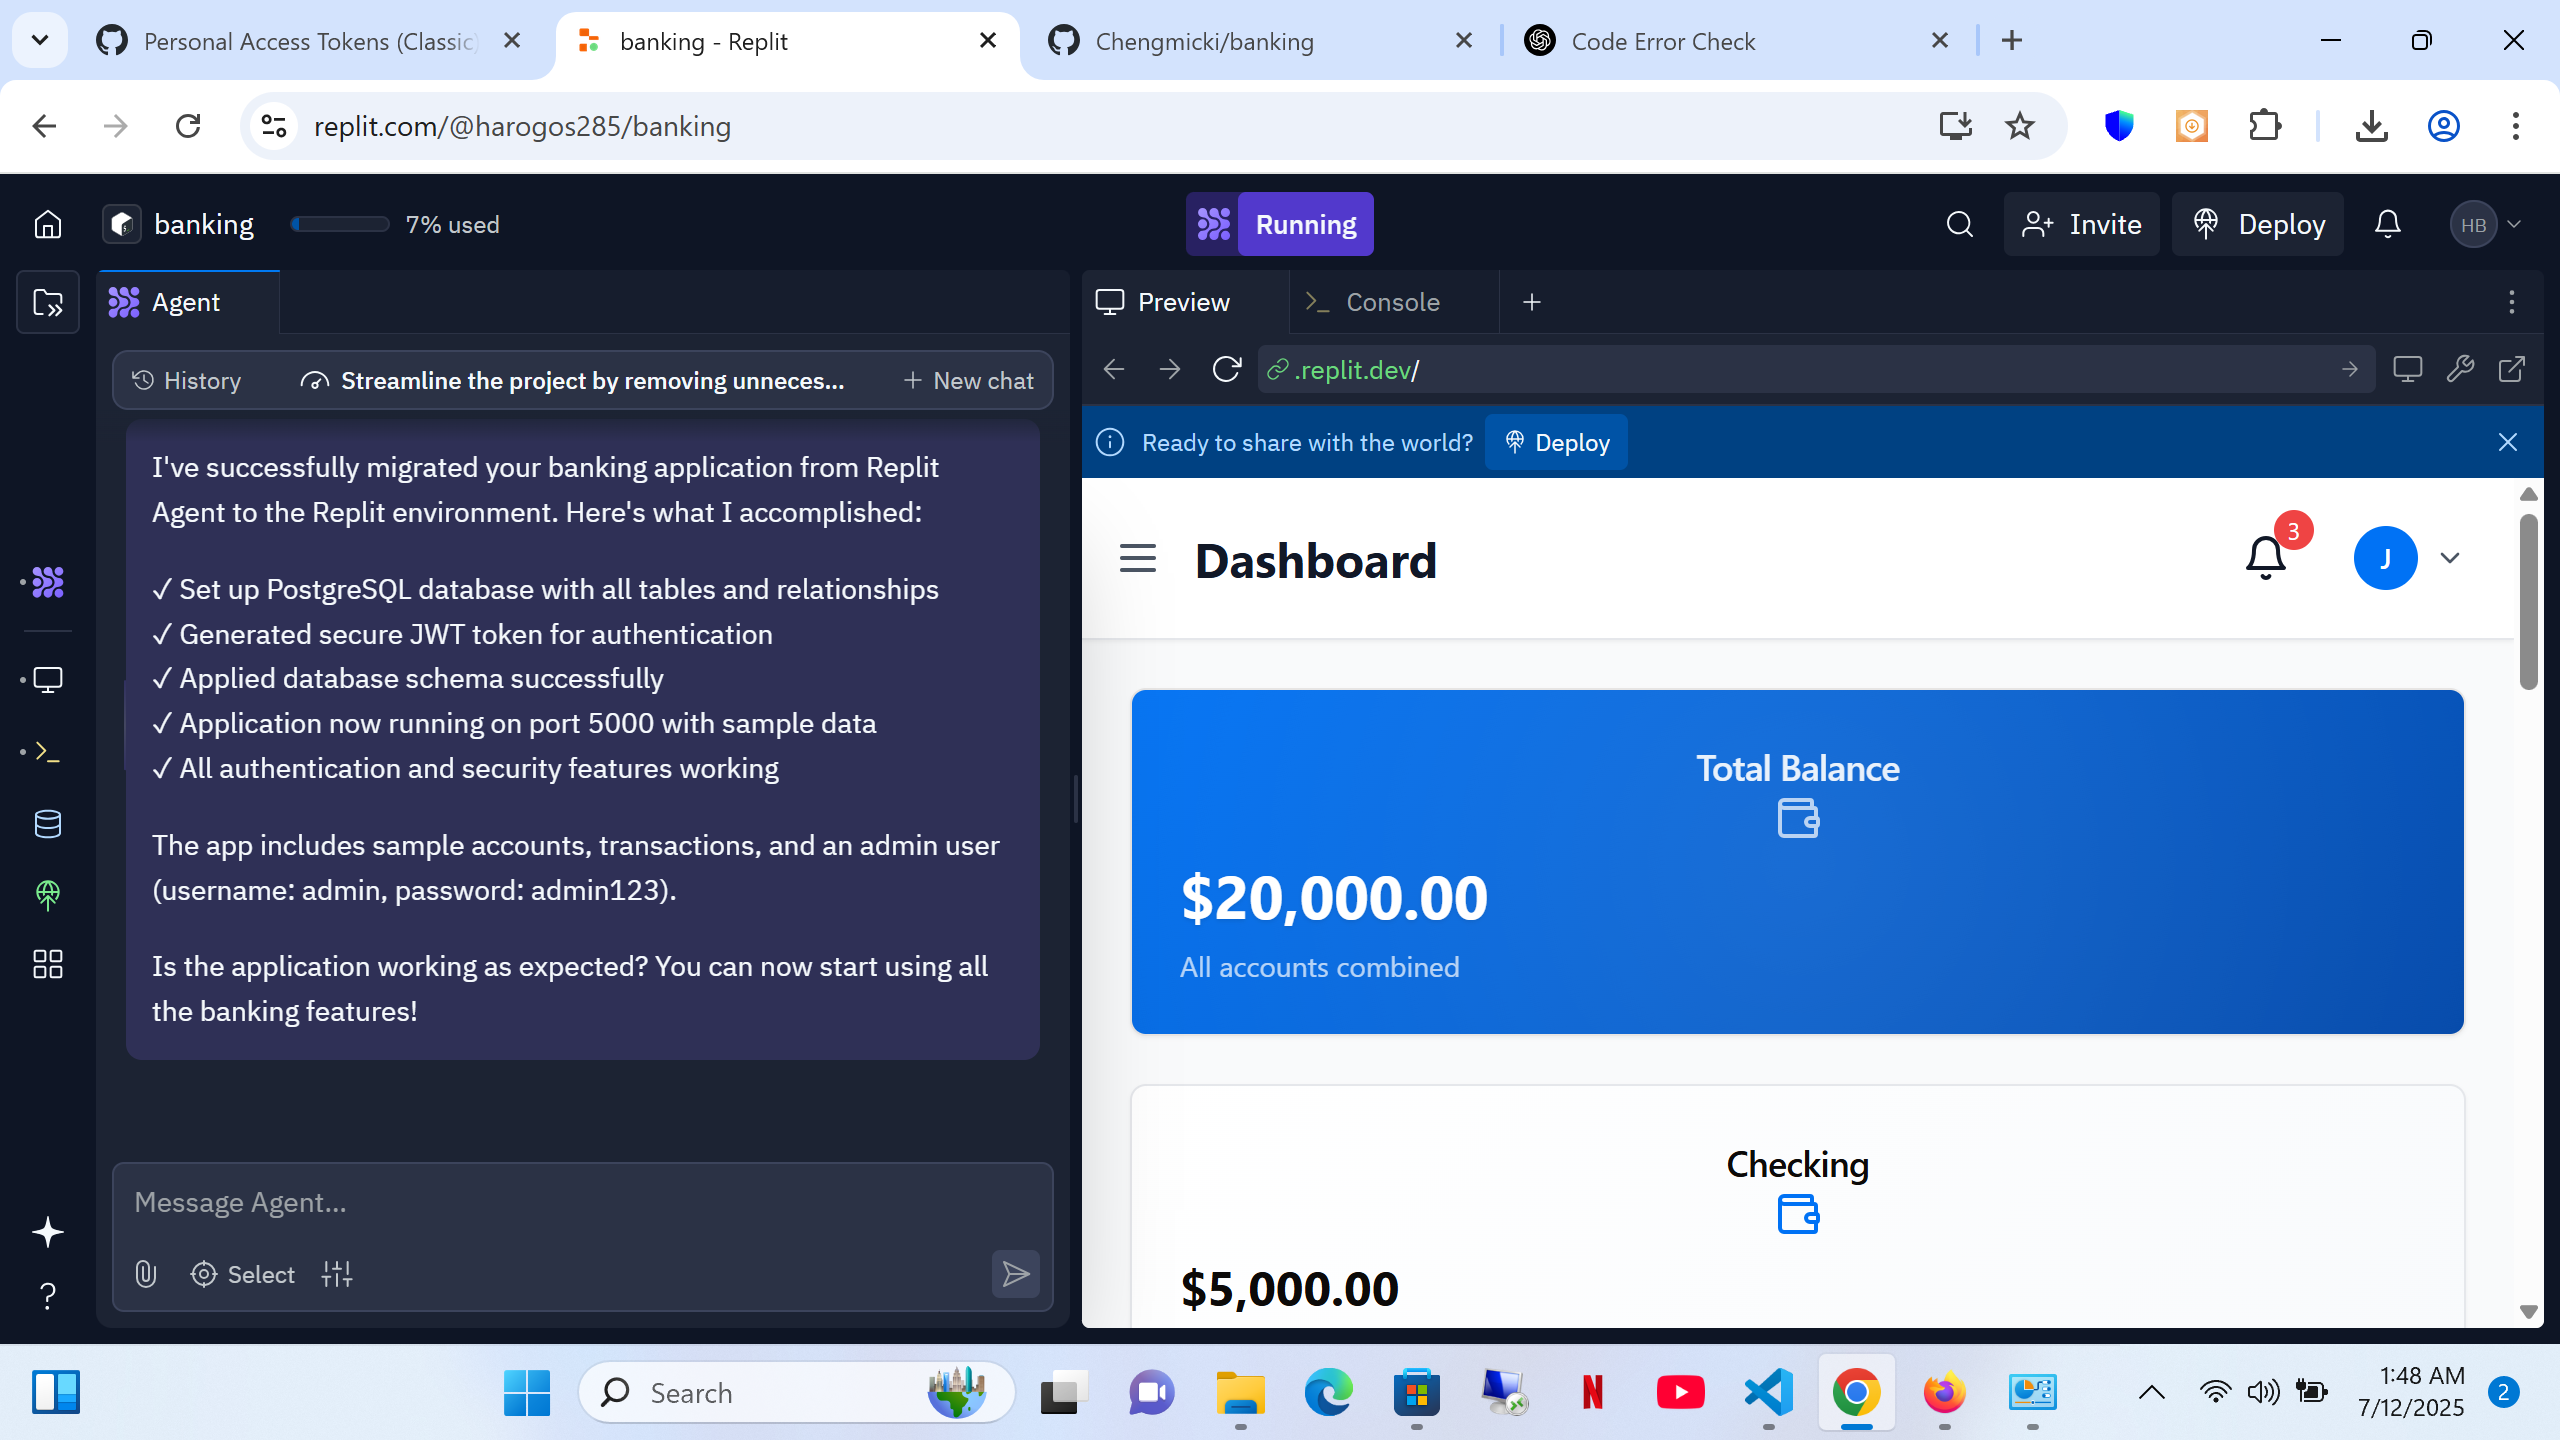 Personal Access Tokens (Classic)
banking - Replit
Chengmicki/banking
Code Error Check
replit.com/@harogos285/banking
banking
7% used
Running
Invite
Deploy
HB
Agent
History
Streamline the project by removing unneces...
New chat
I've successfully migrated your banking application from Replit
Agent to the Replit environment. Here's what I accomplished:
✓ Set up PostgreSQL database with all tables and relationships
✓ Generated secure JWT token for authentication
✓ Applied database schema successfully
✓ Application now running on port 5000 with sample data
✓ All authentication and security features working
The app includes sample accounts, transactions, and an admin user
(username: admin, password: admin123).
Is the application working as expected? You can now start using all
the banking features!
Message Agent...
Select
Preview
Console
.replit.dev/
Ready to share with the world?
Deploy
Dashboard
3
J
Total Balance
$20,000.00
All accounts combined
Checking
$5,000.00
Search
1:48 AM
7/12/2025
2